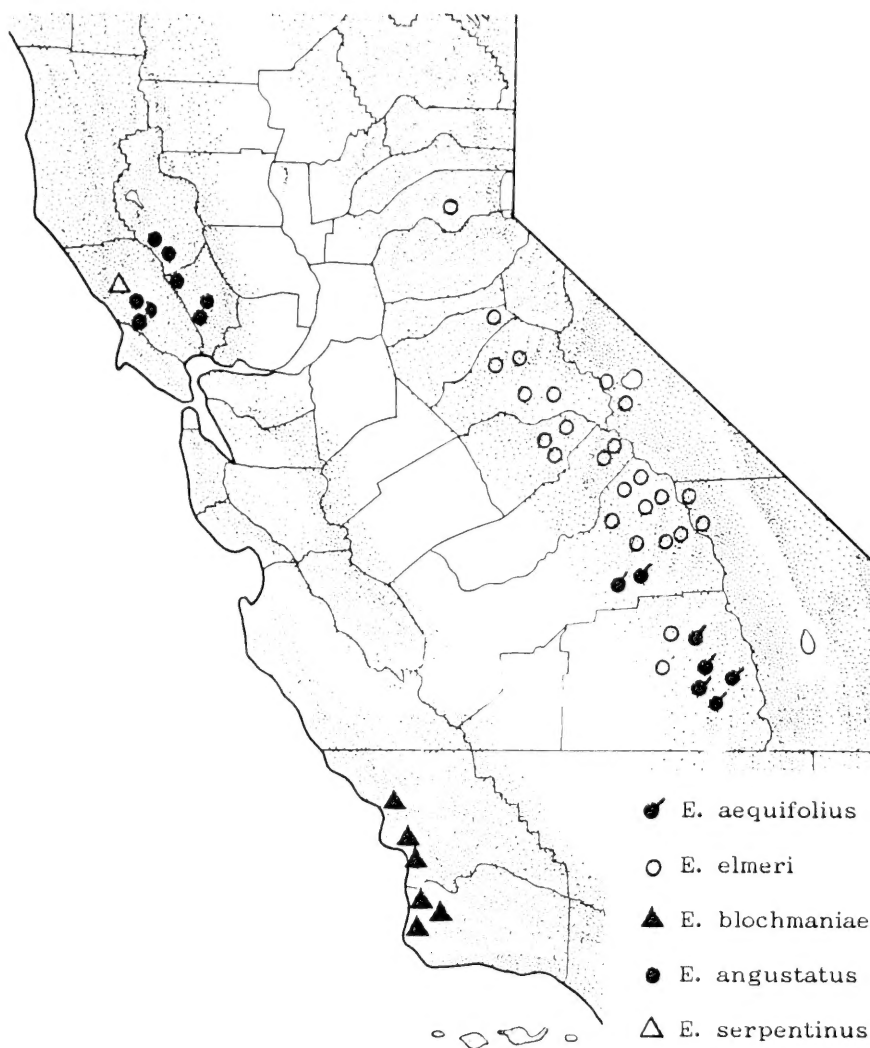 E. aequifolius
E. elmeri
E. blochmaniae
E. angustatus
E. serpentinus